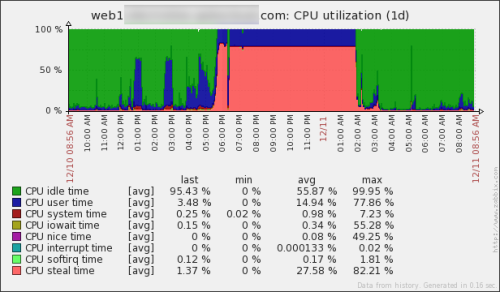 web1 com: CPU utilization (1d)
100 %
50 %
0 %
12/10 08:56 AM
10:00 AM
11:00 AM
12:00 PM
01:00 PM
02:00 PM
03:00 PM
04:00 PM
05:00 PM
06:00 PM
07:00 PM
08:00 PM
09:00 PM
10:00 PM
11:00 PM
12/11
01:00 AM
02:00 AM
03:00 AM
04:00 AM
05:00 AM
06:00 AM
07:00 AM
08:00 AM
12/11 08:56 AM
last min avg max
CPU idle time [avg] 95.43 % 0 % 55.87 % 99.95 %
CPU user time [avg] 3.48 % 0 % 14.94 % 77.86 %
CPU system time [avg] 0.25 % 0.02 % 0.98 % 7.23 %
CPU iowait time [avg] 0.15 % 0 % 0.34 % 55.28 %
CPU nice time [avg] 0 % 0 % 0.08 % 49.25 %
CPU interrupt time [avg] 0 % 0 % 0.000133 % 0.02 %
CPU softirq time [avg] 0.12 % 0 % 0.17 % 1.81 %
CPU steal time [avg] 1.37 % 0 % 27.58 % 82.21 %
http://www.zabbix.com
Data from history. Generated in 0.16 sec.